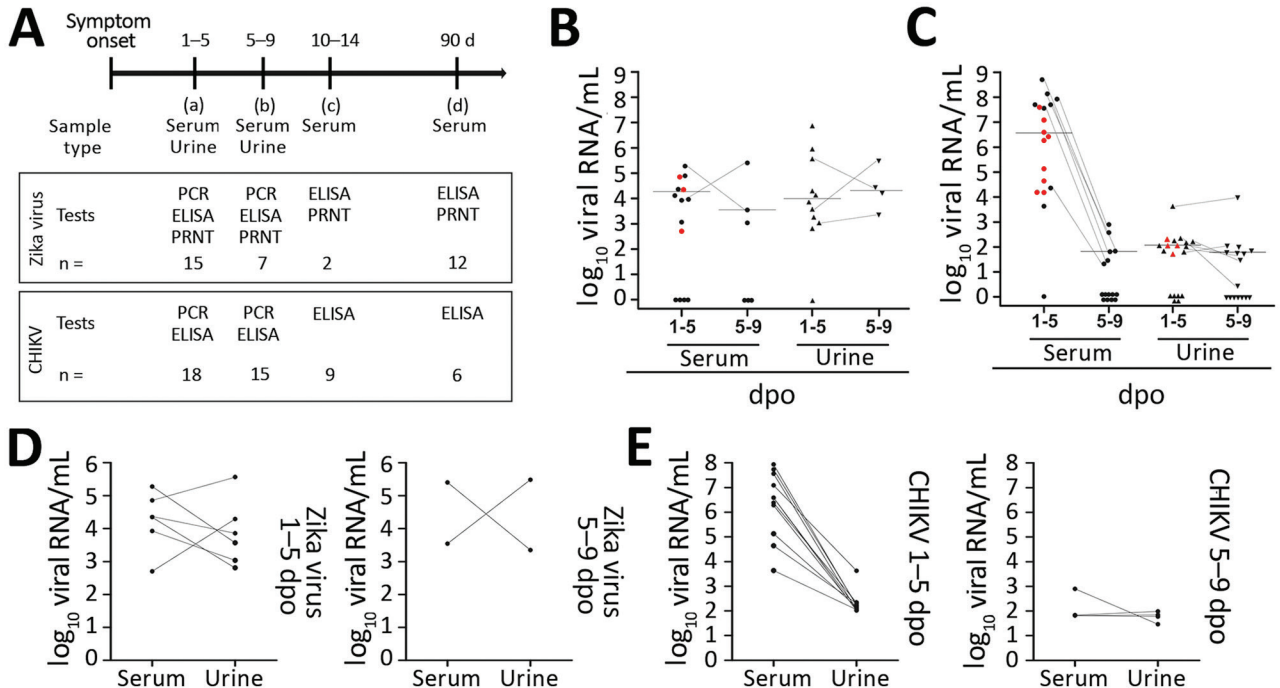 A
Symptom
onset
1–5 5–9 10–14 90 d
(a) (b) (c) (d)
Sample Serum Serum Serum Serum
type Urine Urine
Zika virus
Tests PCR PCR ELISA ELISA
ELISA ELISA PRNT PRNT
PRNT PRNT
n = 15 7 2 12
CHIKV
Tests PCR PCR ELISA ELISA
ELISA ELISA
n = 18 15 9 6
B
log10 viral RNA/mL
9
8
7
6
5
4
3
2
1
0
1-5 5-9 1-5 5-9
Serum Urine
dpo
C
log10 viral RNA/mL
9
8
7
6
5
4
3
2
1
0
1-5 5-9 1-5 5-9
Serum Urine
dpo
D
log10 viral RNA/mL
6
5
4
3
2
1
0
Serum Urine
Zika virus
1–5 dpo
log10 viral RNA/mL
6
5
4
3
2
1
0
Serum Urine
Zika virus
5–9 dpo
E
log10 viral RNA/mL
8
7
6
5
4
3
2
1
0
Serum Urine
CHIKV 1–5 dpo
log10 viral RNA/mL
8
7
6
5
4
3
2
1
0
Serum Urine
CHIKV 5–9 dpo